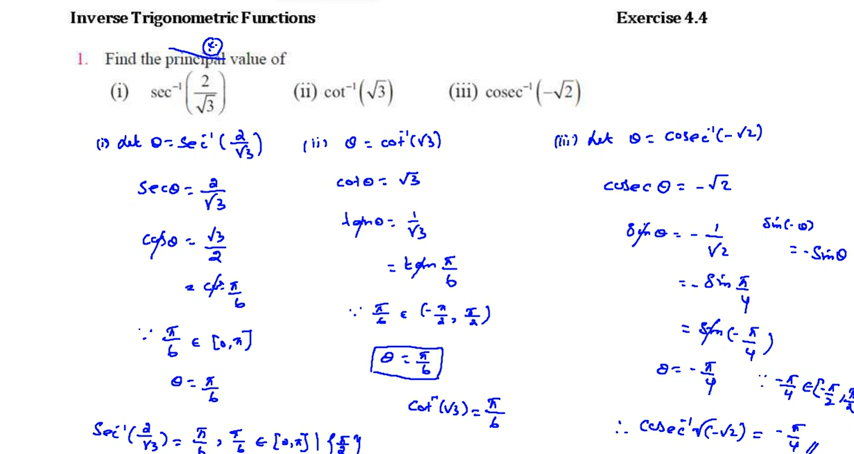 Inverse Trigonometric Functions Exercise 4.4
1. Find the principal value of
(i) sec⁻¹(2/√3) (ii) cot⁻¹(√3) (iii) cosec⁻¹(−√2)
(i) Let θ = sec⁻¹(2/√3)
secθ = 2/√3
cosθ = √3/2
= cos π/6
∵ π/6 ∈ [0, π]
θ = π/6
Sec⁻¹(2/√3) = π/6, π/6 ∈ [0, π] \ {π/2}
(ii) θ = cot⁻¹(√3)
cotθ = √3
tanθ = 1/√3
= tan π/6
∵ π/6 ∈ (−π/2, π/2)
θ = π/6
cot⁻¹(√3) = π/6
(iii) Let θ = cosec⁻¹(−√2)
cosec θ = −√2
sinθ = −1/√2
sin(−θ)
= −sinθ
= −sin π/4
= sin(−π/4)
θ = −π/4 ∵ −π/4 ∈ [−π/2, π/2
∴ cosec⁻¹(−√2) = −π/4 //